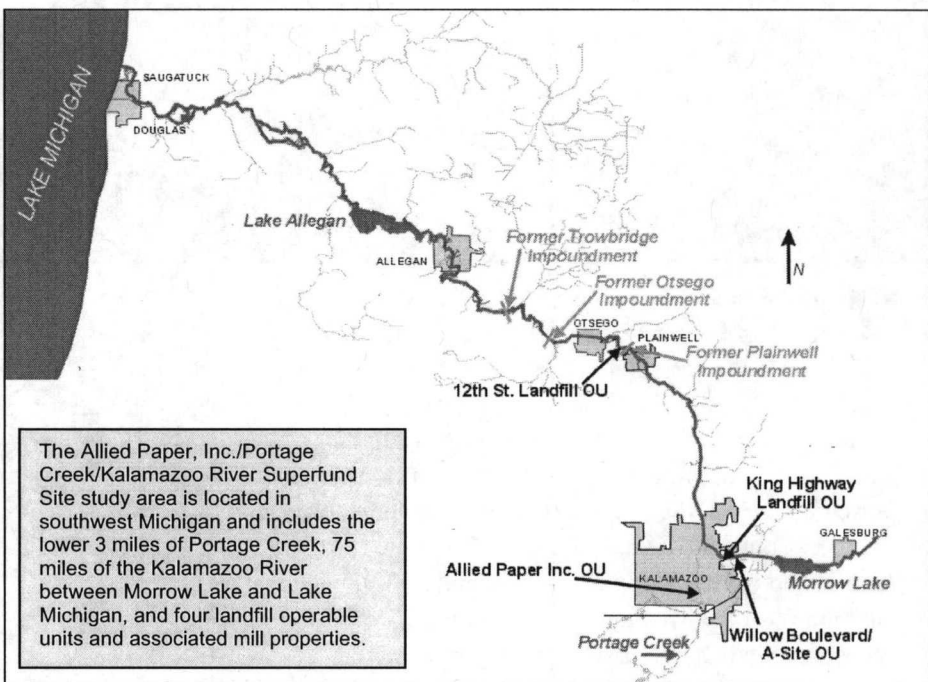 SAUGATUCK
LAKE MICHIGAN
DOUGLAS
Lake Allegan
ALLEGAN
Former Trowbridge
Impoundment
N
Former Otsego
Impoundment
OTSEGO
PLAINWELL
Former Plainwell
Impoundment
12th St. Landfill OU
The Allied Paper, Inc./Portage
Creek/Kalamazoo River Superfund
Site study area is located in
southwest Michigan and includes the
lower 3 miles of Portage Creek, 75
miles of the Kalamazoo River
between Morrow Lake and Lake
Michigan, and four landfill operable
units and associated mill properties.
King Highway
Landfill OU
GALESBURG
Allied Paper Inc. OU
KALAMAZOO
Morrow Lake
Willow Boulevard/
A-Site OU
Portage Creek